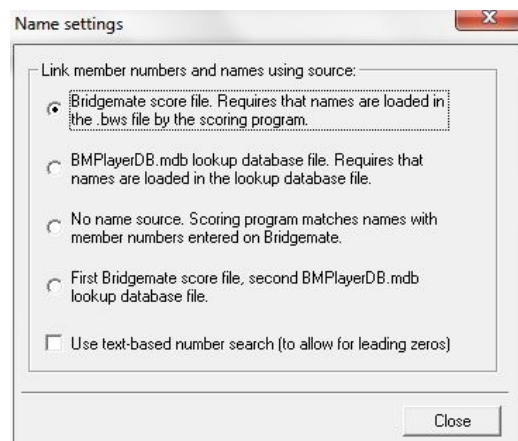 Name settings
Link member numbers and names using source:
Bridgemate score file. Requires that names are loaded in
the .bws file by the scoring program.
BMPlayerDB.mdb lookup database file. Requires that
names are loaded in the lookup database file.
No name source. Scoring program matches names with
member numbers entered on Bridgemate.
First Bridgemate score file, second BMPlayerDB.mdb
lookup database file.
Use text-based number search (to allow for leading zeros)
Close